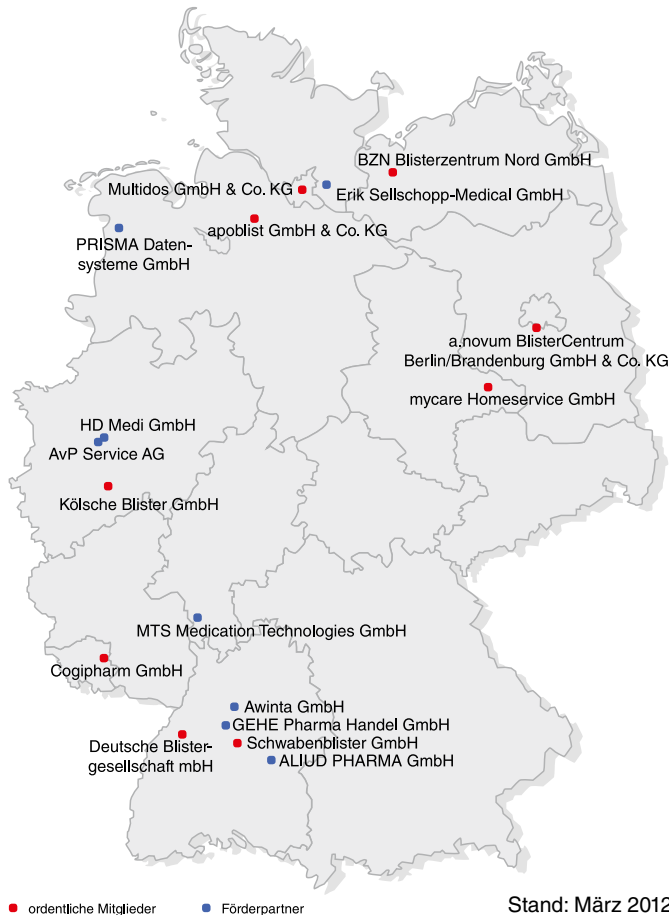 BZN Blisterzentrum Nord GmbH
Multidos GmbH & Co. KG
Erik Sellschopp-Medical GmbH
apoblist GmbH & Co. KG
PRISMA Daten-
systeme GmbH
a.novum BlisterCentrum
Berlin/Brandenburg GmbH & Co. KG
mycare Homeservice GmbH
HD Medi GmbH
AvP Service AG
Kölsche Blister GmbH
MTS Medication Technologies GmbH
Cogipharm GmbH
Awinta GmbH
GEHE Pharma Handel GmbH
Deutsche Blister-
gesellschaft mbH
Schwabenblister GmbH
ALIUD PHARMA GmbH
ordentliche Mitglieder
Förderpartner
Stand: März 2012